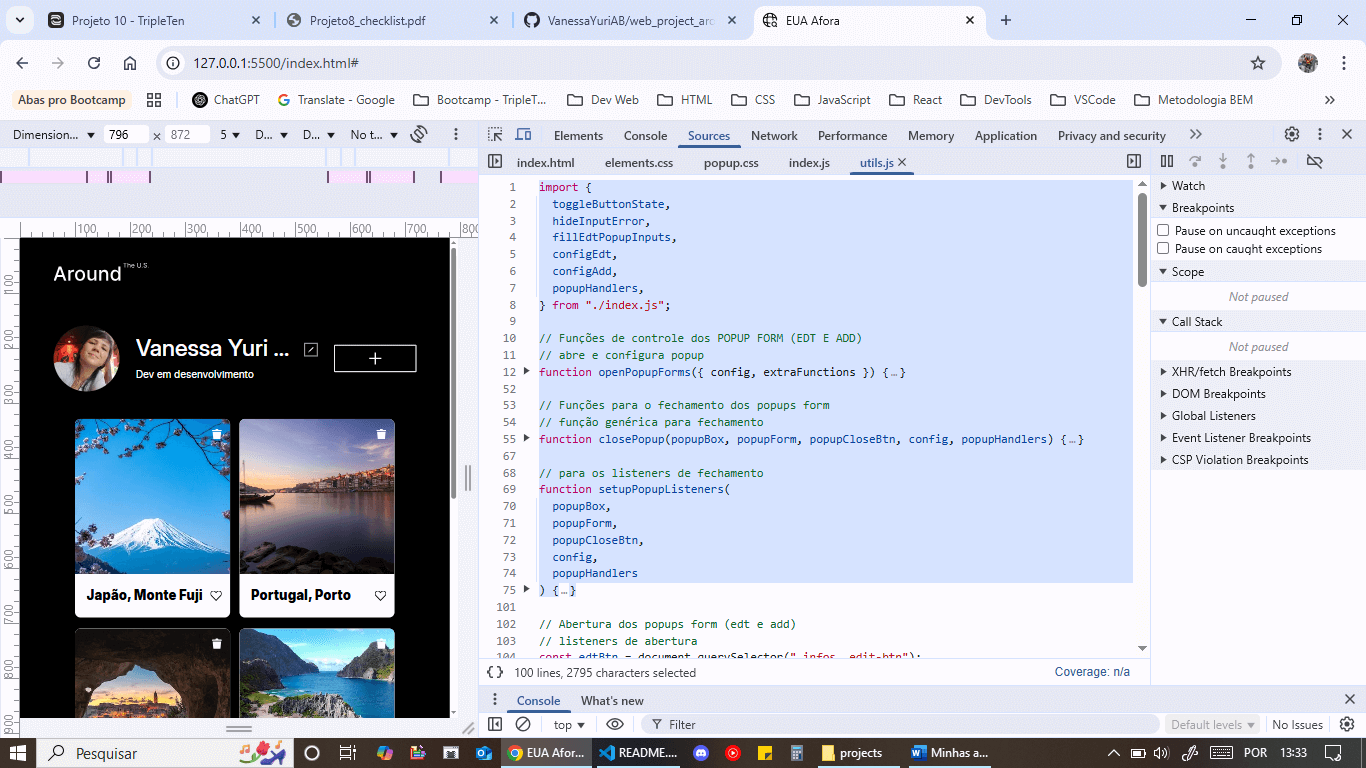 Projeto 10 - TripleTen
Projeto8_checklist.pdf
VanessaYuriAB/web_project_aro
EUA Afora
127.0.0.1:5500/index.html#
Abas pro Bootcamp
ChatGPT
Translate - Google
Bootcamp - TripleT...
Dev Web
HTML
CSS
JavaScript
React
DevTools
VSCode
Metodologia BEM
Dimension...
796
×
872
5
D...
D...
No t...
Elements
Console
Sources
Network
Performance
Memory
Application
Privacy and security
index.html
elements.css
popup.css
index.js
utils.js
100
200
300
400
500
600
700
800
100
200
300
400
500
600
700
800
900
Around The U.S.
Vanessa Yuri ...
Dev em desenvolvimento
+
Japão, Monte Fuji
Portugal, Porto
1 import {
2 toggleButtonState,
3 hideInputError,
4 fillEdtPopupInputs,
5 configEdt,
6 configAdd,
7 popupHandlers,
8 } from "./index.js";
9
10 // Funções de controle dos POPUP FORM (EDT E ADD)
11 // abre e configura popup
12 function openPopupForms({ config, extraFunctions }) {…}
52
53 // Funções para o fechamento dos popups form
54 // função genérica para fechamento
55 function closePopup(popupBox, popupForm, popupCloseBtn, config, popupHandlers) {…}
67
68 // para os listeners de fechamento
69 function setupPopupListeners(
70 popupBox,
71 popupForm,
72 popupCloseBtn,
73 config,
74 popupHandlers
75 ) {…}
101
102 // Abertura dos popups form (edt e add)
103 // listeners de abertura
104 const edtBtn = document.querySelector(".infos__edit-btn");
{} 100 lines, 2795 characters selected
Coverage: n/a
Watch
Breakpoints
Pause on uncaught exceptions
Pause on caught exceptions
Scope
Not paused
Call Stack
Not paused
XHR/fetch Breakpoints
DOM Breakpoints
Global Listeners
Event Listener Breakpoints
CSP Violation Breakpoints
Console
What's new
top
Filter
Default levels
No Issues
Pesquisar
EUA Afor...
README....
projects
Minhas a...
POR
13:33